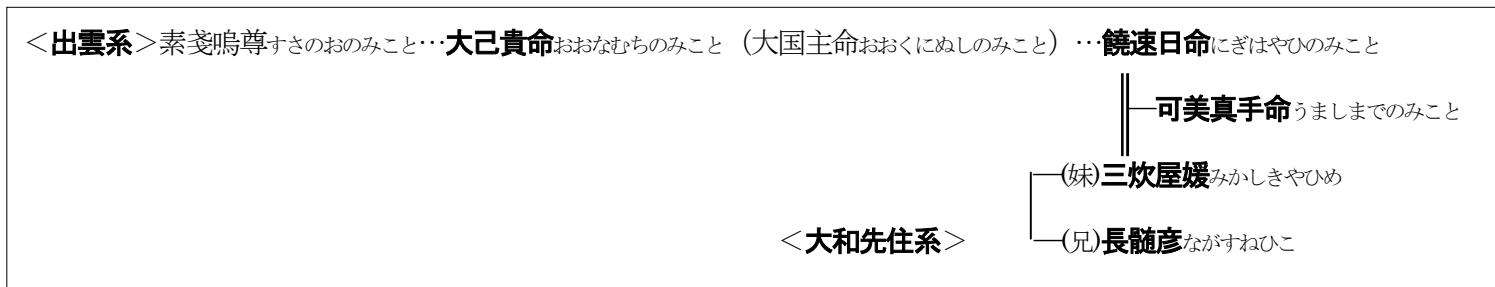 ＜出雲系＞素戔嗚尊すさのおのみこと…大己貴命おおなむちのみこと（大国主命おおくにぬしのみこと）…饒速日命にぎはやひのみこと
可美真手命うましまでのみこと
(妹)三炊屋媛みかしきやひめ
＜大和先住系＞ (兄)長髄彦ながすねひこ